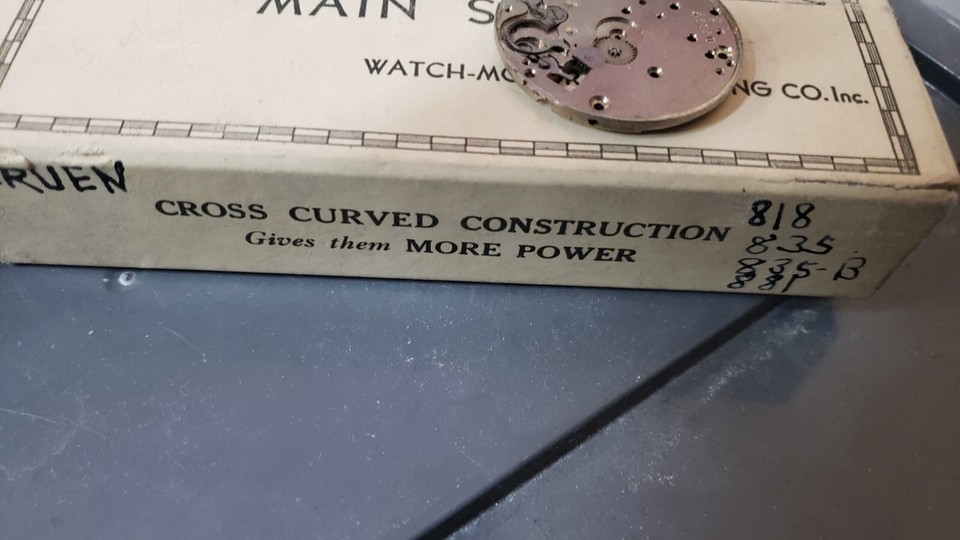 MAIN S
WATCH-MO NG CO. Inc.
RUEN
CROSS CURVED CONSTRUCTION
Gives them MORE POWER
818
835
835-B
881